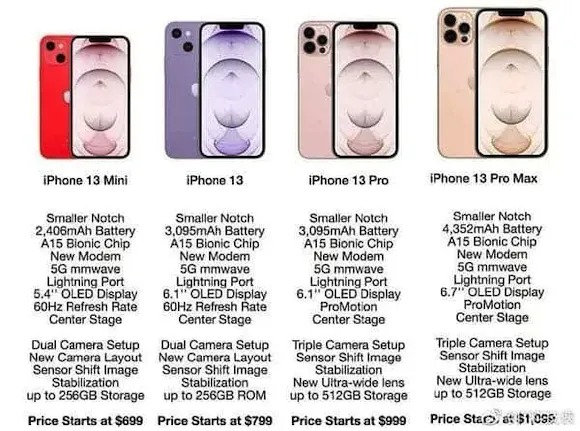 iPhone 13 Mini
Smaller Notch
2,406mAh Battery
A15 Bionic Chip
New Modem
5G mmwave
Lightning Port
5.4'' OLED Display
60Hz Refresh Rate
Center Stage
Dual Camera Setup
New Camera Layout
Sensor Shift Image
Stabilization
up to 256GB Storage
Price Starts at $699
iPhone 13
Smaller Notch
3,095mAh Battery
A15 Bionic Chip
New Modem
5G mmwave
Lightning Port
6.1'' OLED Display
60Hz Refresh Rate
Center Stage
Dual Camera Setup
New Camera Layout
Sensor Shift Image
Stabilization
up to 256GB ROM
Price Starts at $799
iPhone 13 Pro
Smaller Notch
3,095mAh Battery
A15 Bionic Chip
New Modem
5G mmwave
Lightning Port
6.1'' OLED Display
ProMotion
Center Stage
Triple Camera Setup
Sensor Shift Image
Stabilization
New Ultra-wide lens
up to 512GB Storage
Price Starts at $999
iPhone 13 Pro Max
Smaller Notch
4,352mAh Battery
A15 Bionic Chip
New Modem
5G mmwave
Lightning Port
6.7'' OLED Display
ProMotion
Center Stage
Triple Camera Setup
Sensor Shift Image
Stabilization
New Ultra-wide lens
up to 512GB Storage
Price Starts at $1,099